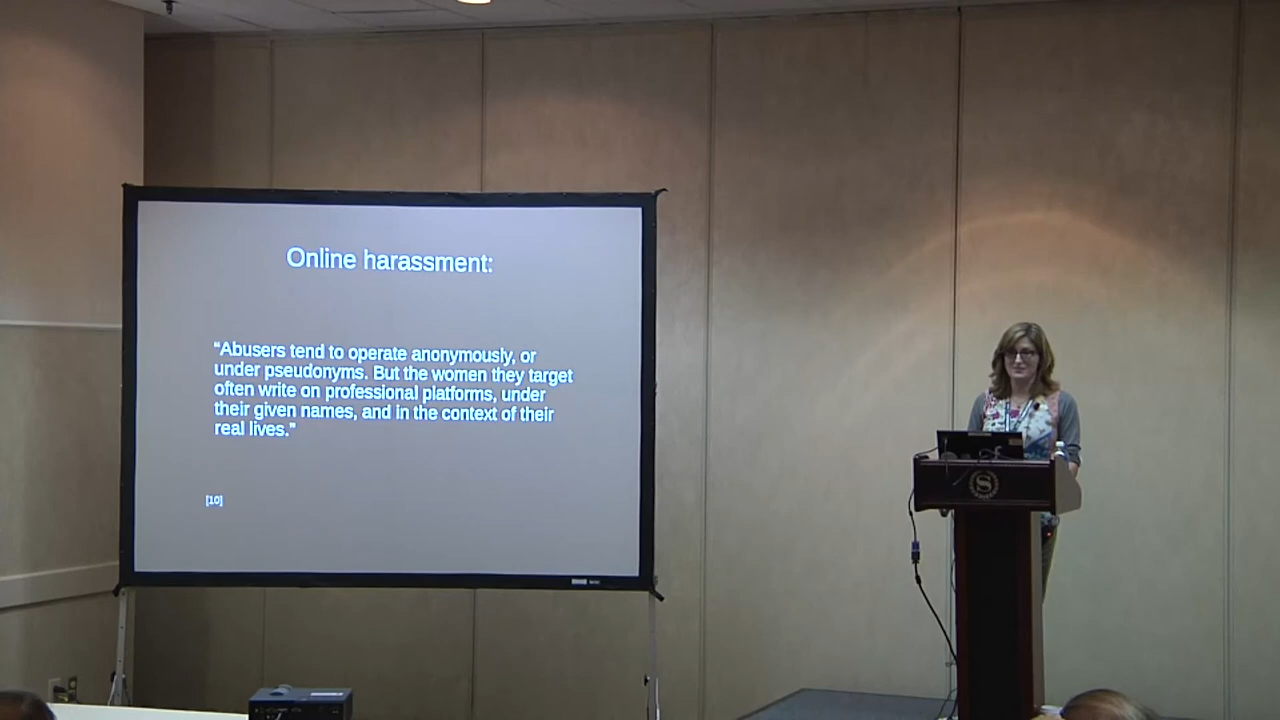 Online harassment:
“Abusers tend to operate anonymously, or
under pseudonyms. But the women they target
often write on professional platforms, under
their given names, and in the context of their
real lives.”
[10]
S